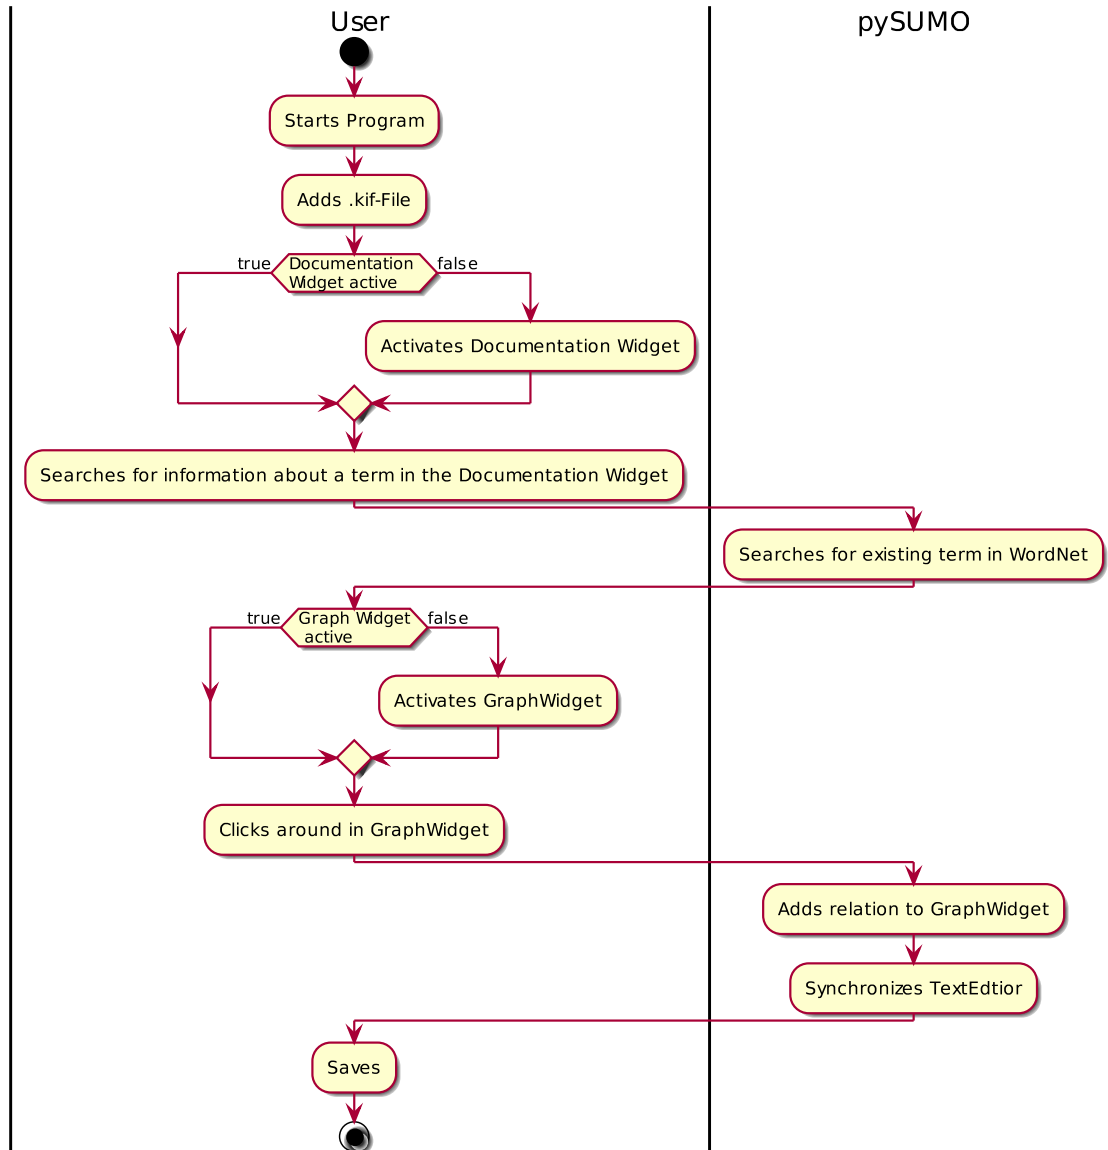 User
pySUMO
Starts Program
Adds .kif-File
true
Documentation
Widget active
false
Activates Documentation Widget
Searches for information about a term in the Documentation Widget
Searches for existing term in WordNet
true
Graph Widget
active
false
Activates GraphWidget
Clicks around in GraphWidget
Adds relation to GraphWidget
Synchronizes TextEdtior
Saves